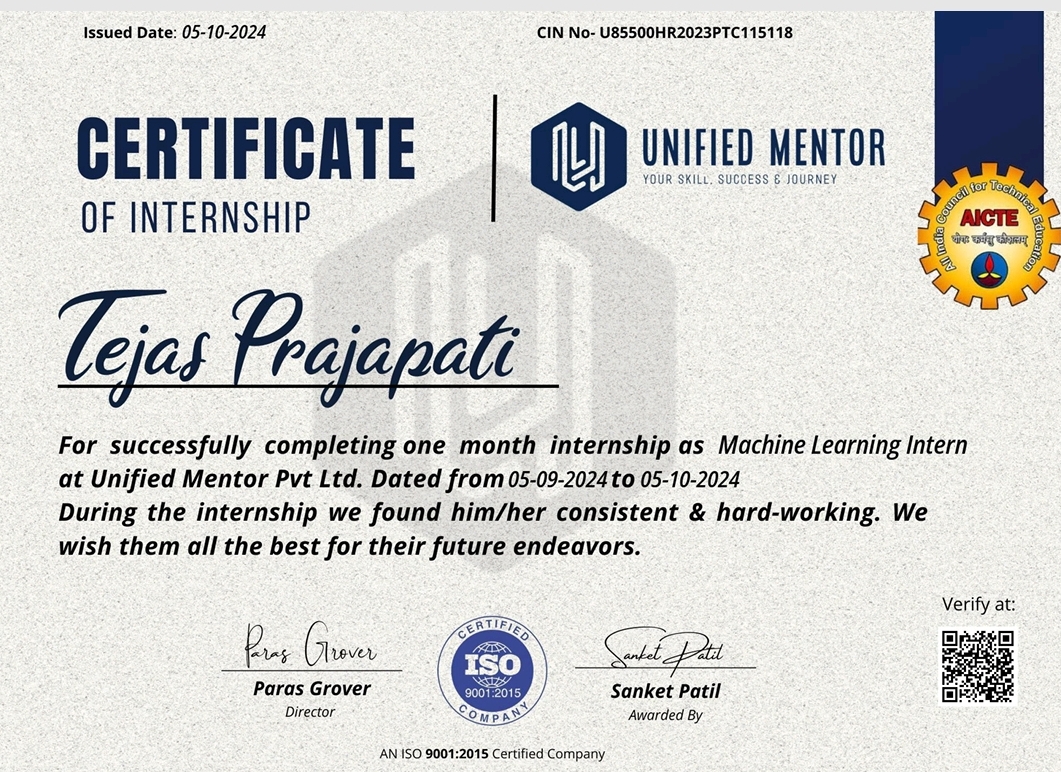 Issued Date: 05-10-2024
CIN No- U85500HR2023PTC115118
CERTIFICATE
OF INTERNSHIP
UNIFIED MENTOR
YOUR SKILL, SUCCESS & JOURNEY
All India Council for Technical Education
AICTE
योगः कर्मसु कौशलम्
Tejas Prajapati
For successfully completing one month internship as Machine Learning Intern
at Unified Mentor Pvt Ltd. Dated from 05-09-2024 to 05-10-2024
During the internship we found him/her consistent & hard-working. We
wish them all the best for their future endeavors.
Verify at:
Paras Grover
Paras Grover
Director
CERTIFIED
ISO
9001:2015
COMPANY
Sanket Patil
Sanket Patil
Awarded By
AN ISO 9001:2015 Certified Company